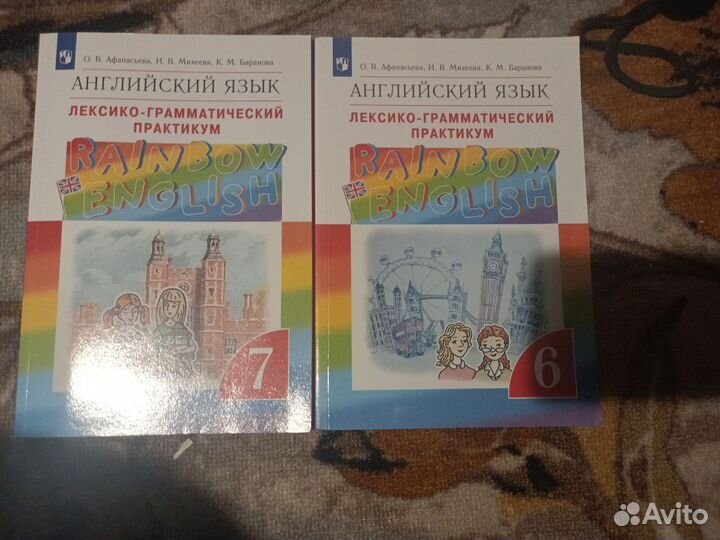 О. В. Афанасьева, И. В. Михеева, К. М. Баранова
АНГЛИЙСКИЙ ЯЗЫК
ЛЕКСИКО-ГРАММАТИЧЕСКИЙ
ПРАКТИКУМ
RAINBOW
ENGLISH
7
О. В. Афанасьева, И. В. Михеева, К. М. Баранова
АНГЛИЙСКИЙ ЯЗЫК
ЛЕКСИКО-ГРАММАТИЧЕСКИЙ
ПРАКТИКУМ
RAINBOW
ENGLISH
6
Avito